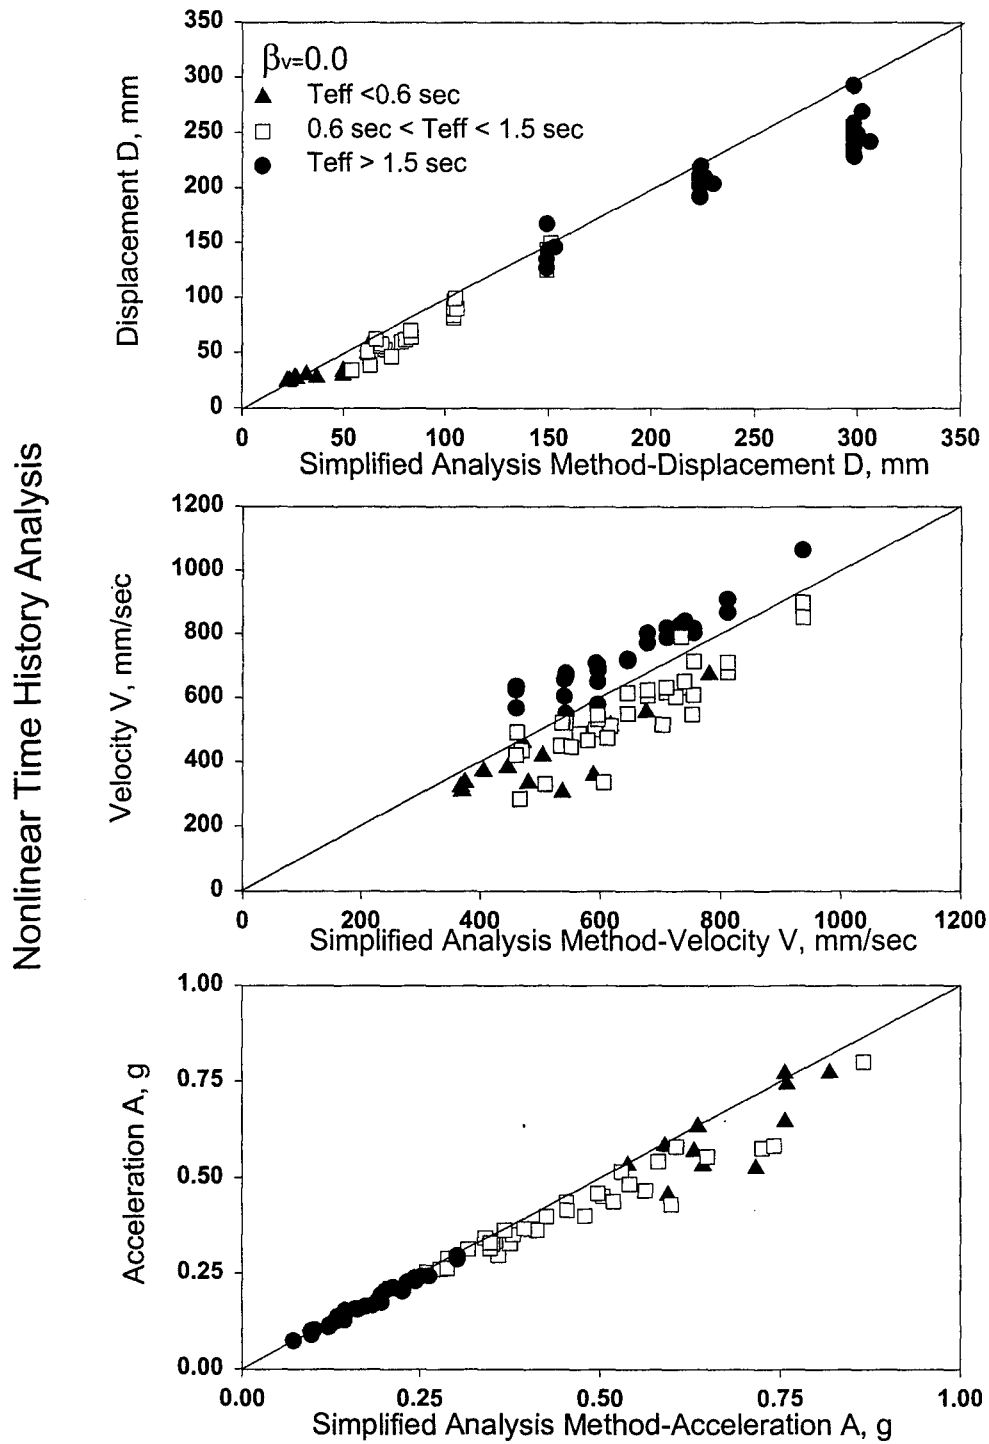 Nonlinear Time History Analysis
Displacement D, mm
350
300
250
200
150
100
50
0
βv=0.0
Teff <0.6 sec
0.6 sec < Teff < 1.5 sec
Teff > 1.5 sec
0 50 100 150 200 250 300 350
Simplified Analysis Method-Displacement D, mm
Velocity V, mm/sec
1200
1000
800
600
400
200
0
0 200 400 600 800 1000 1200
Simplified Analysis Method-Velocity V, mm/sec
Acceleration A, g
1.00
0.75
0.50
0.25
0.00
0.00 0.25 0.50 0.75 1.00
Simplified Analysis Method-Acceleration A, g